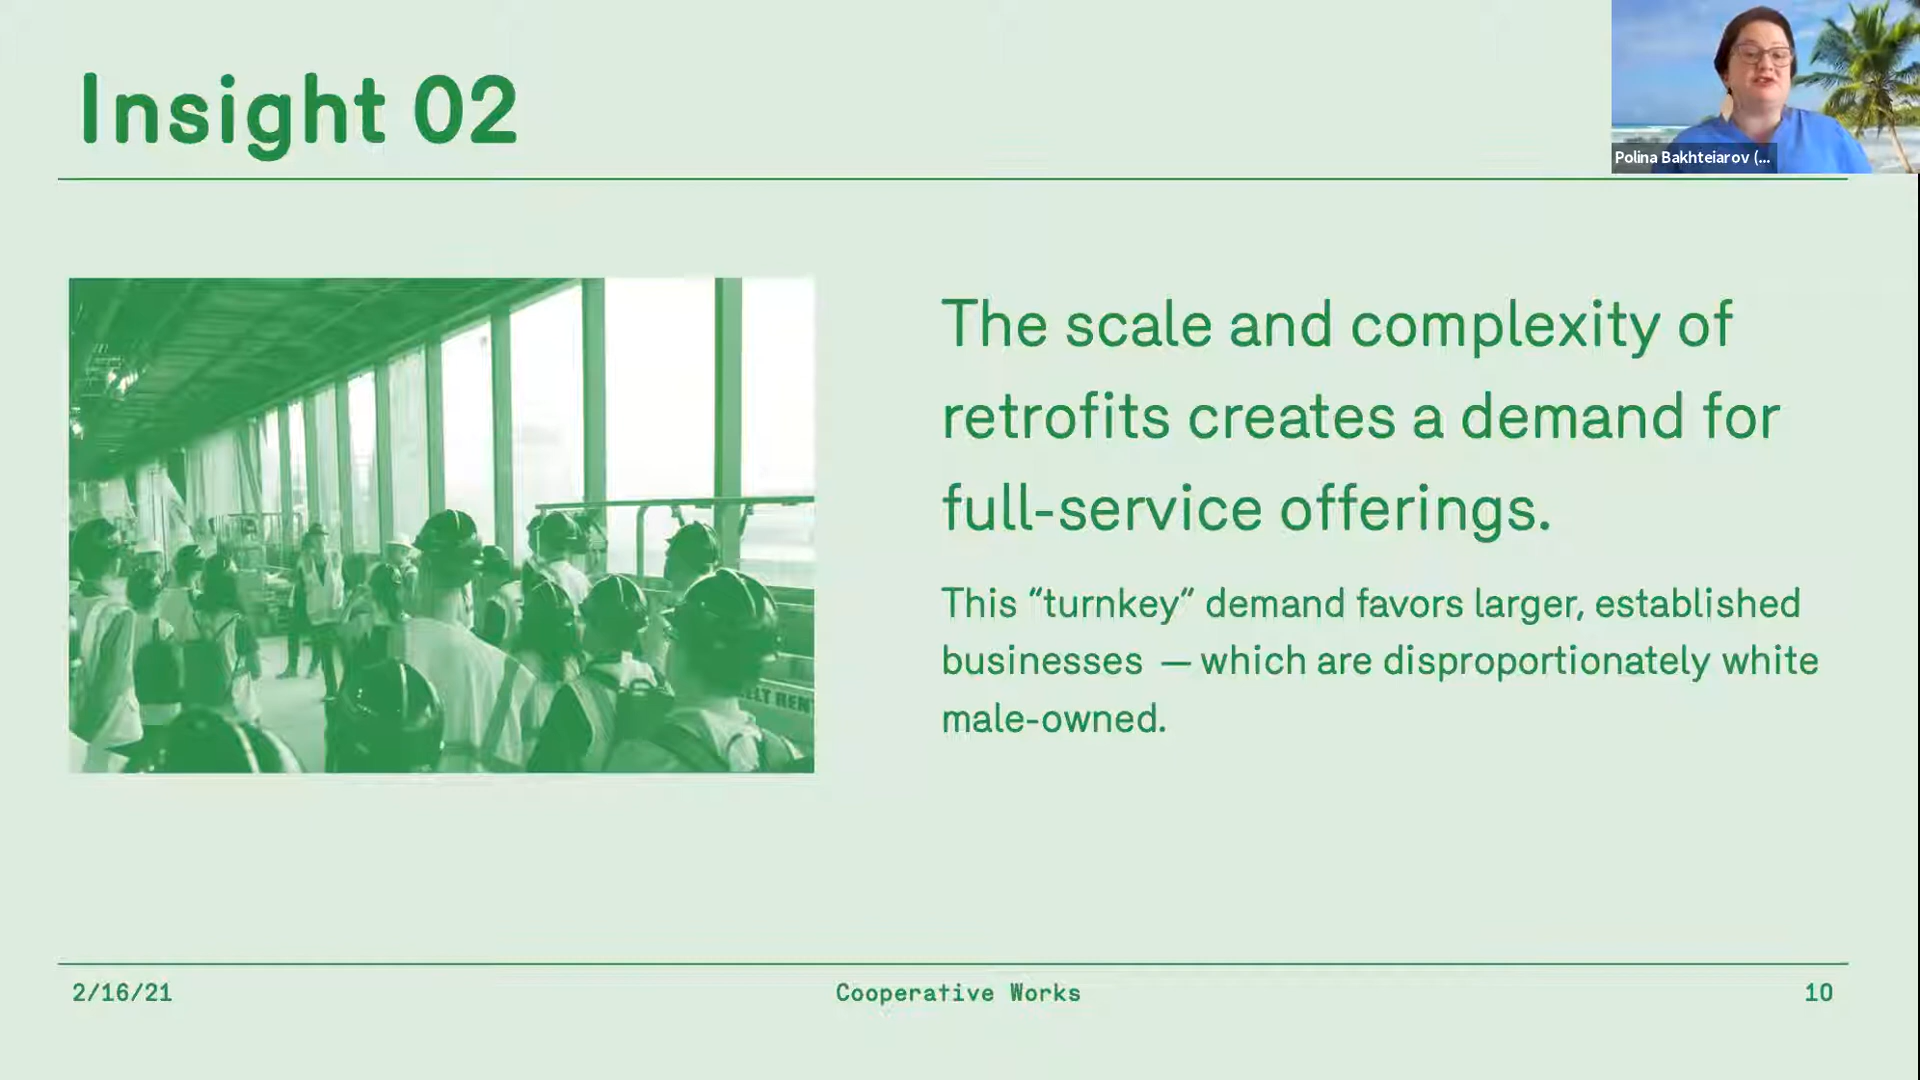 Insight 02
Polina Bakhteiarov (...
The scale and complexity of
retrofits creates a demand for
full-service offerings.
This “turnkey” demand favors larger, established
businesses — which are disproportionately white
male-owned.
2/16/21
Cooperative Works
10